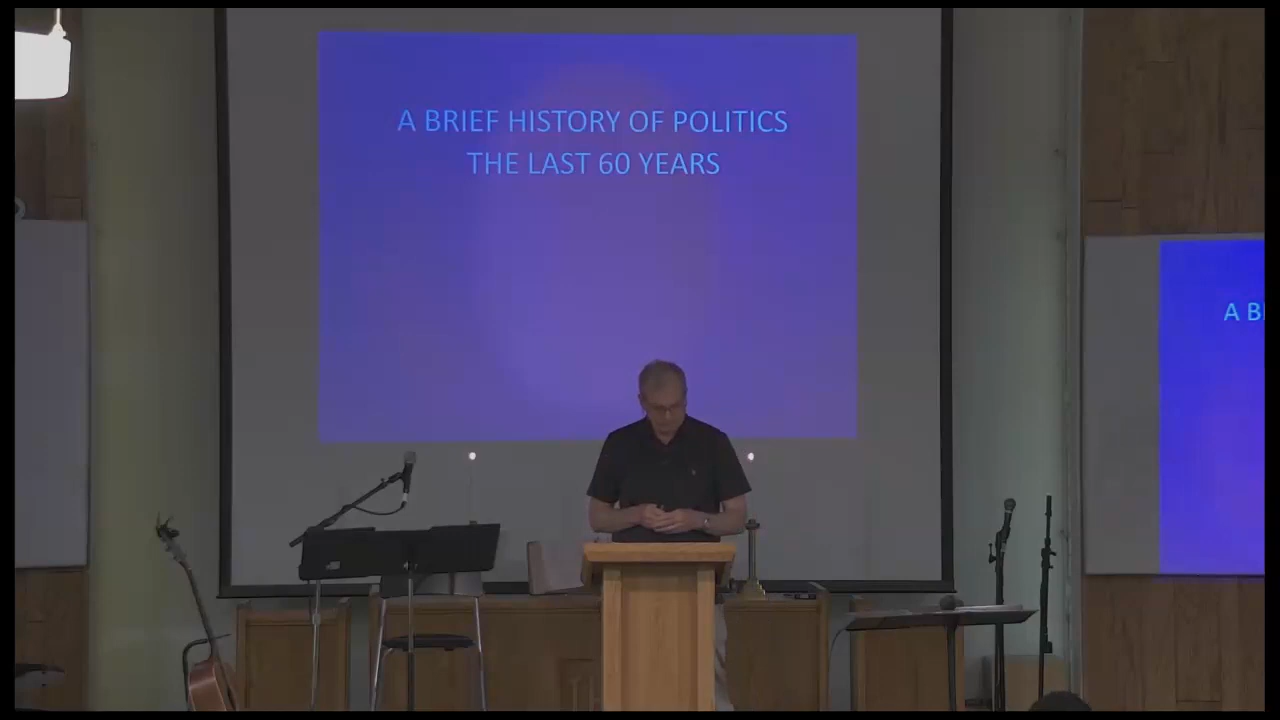 A BRIEF HISTORY OF POLITICS
THE LAST 60 YEARS
A B